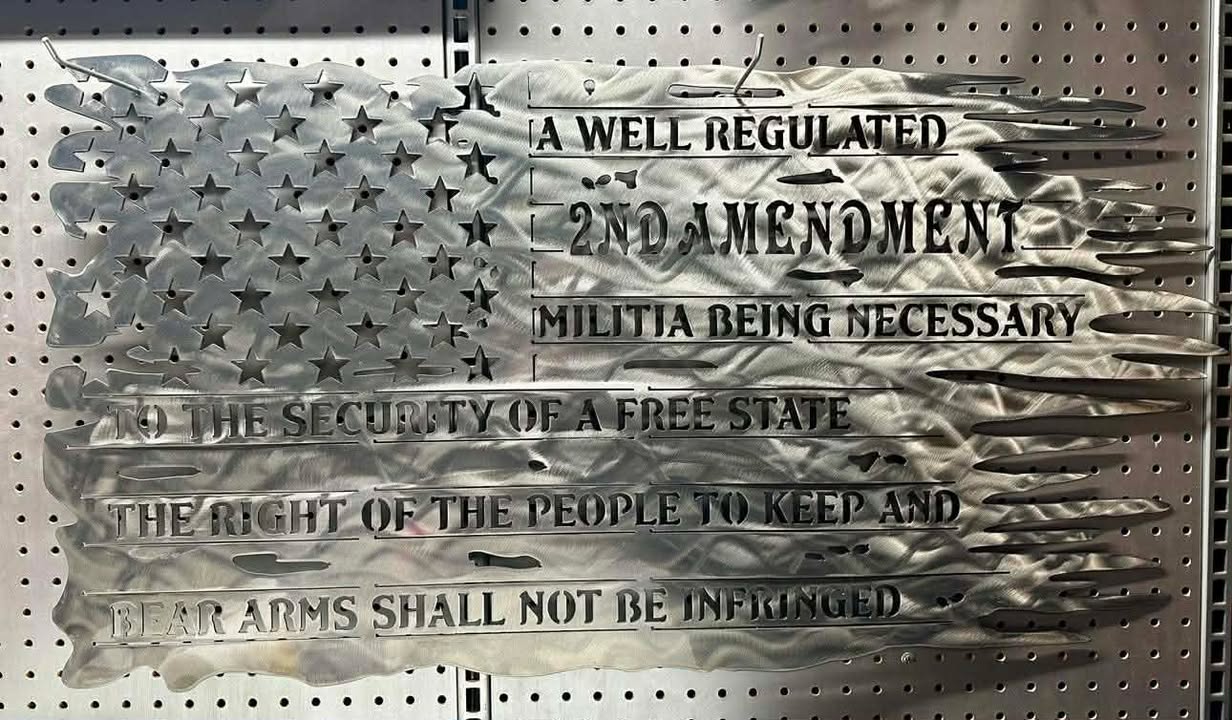 A WELL REGULATED
2ND AMENDMENT
MILITIA BEING NECESSARY
TO THE SECURITY OF A FREE STATE
THE RIGHT OF THE PEOPLE TO KEEP AND
BEAR ARMS SHALL NOT BE INFRINGED